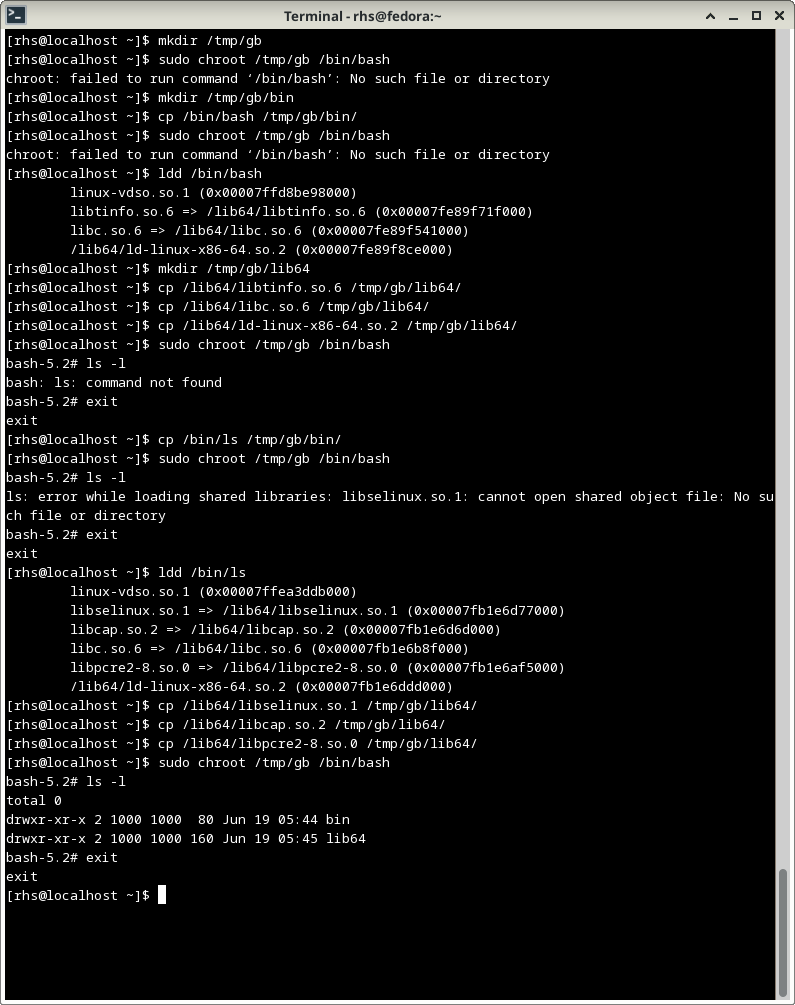 Terminal - rhs@fedora:~
[rhs@localhost ~]$ mkdir /tmp/gb
[rhs@localhost ~]$ sudo chroot /tmp/gb /bin/bash
chroot: failed to run command ‘/bin/bash’: No such file or directory
[rhs@localhost ~]$ mkdir /tmp/gb/bin
[rhs@localhost ~]$ cp /bin/bash /tmp/gb/bin/
[rhs@localhost ~]$ sudo chroot /tmp/gb /bin/bash
chroot: failed to run command ‘/bin/bash’: No such file or directory
[rhs@localhost ~]$ ldd /bin/bash
        linux-vdso.so.1 (0x00007ffd8be98000)
        libtinfo.so.6 => /lib64/libtinfo.so.6 (0x00007fe89f71f000)
        libc.so.6 => /lib64/libc.so.6 (0x00007fe89f541000)
        /lib64/ld-linux-x86-64.so.2 (0x00007fe89f8ce000)
[rhs@localhost ~]$ mkdir /tmp/gb/lib64
[rhs@localhost ~]$ cp /lib64/libtinfo.so.6 /tmp/gb/lib64/
[rhs@localhost ~]$ cp /lib64/libc.so.6 /tmp/gb/lib64/
[rhs@localhost ~]$ cp /lib64/ld-linux-x86-64.so.2 /tmp/gb/lib64/
[rhs@localhost ~]$ sudo chroot /tmp/gb /bin/bash
bash-5.2# ls -l
bash: ls: command not found
bash-5.2# exit
exit
[rhs@localhost ~]$ cp /bin/ls /tmp/gb/bin/
[rhs@localhost ~]$ sudo chroot /tmp/gb /bin/bash
bash-5.2# ls -l
ls: error while loading shared libraries: libselinux.so.1: cannot open shared object file: No su
ch file or directory
bash-5.2# exit
exit
[rhs@localhost ~]$ ldd /bin/ls
        linux-vdso.so.1 (0x00007ffea3ddb000)
        libselinux.so.1 => /lib64/libselinux.so.1 (0x00007fb1e6d77000)
        libcap.so.2 => /lib64/libcap.so.2 (0x00007fb1e6d6d000)
        libc.so.6 => /lib64/libc.so.6 (0x00007fb1e6b8f000)
        libpcre2-8.so.0 => /lib64/libpcre2-8.so.0 (0x00007fb1e6af5000)
        /lib64/ld-linux-x86-64.so.2 (0x00007fb1e6ddd000)
[rhs@localhost ~]$ cp /lib64/libselinux.so.1 /tmp/gb/lib64/
[rhs@localhost ~]$ cp /lib64/libcap.so.2 /tmp/gb/lib64/
[rhs@localhost ~]$ cp /lib64/libpcre2-8.so.0 /tmp/gb/lib64/
[rhs@localhost ~]$ sudo chroot /tmp/gb /bin/bash
bash-5.2# ls -l
total 0
drwxr-xr-x 2 1000 1000  80 Jun 19 05:44 bin
drwxr-xr-x 2 1000 1000 160 Jun 19 05:45 lib64
bash-5.2# exit
exit
[rhs@localhost ~]$